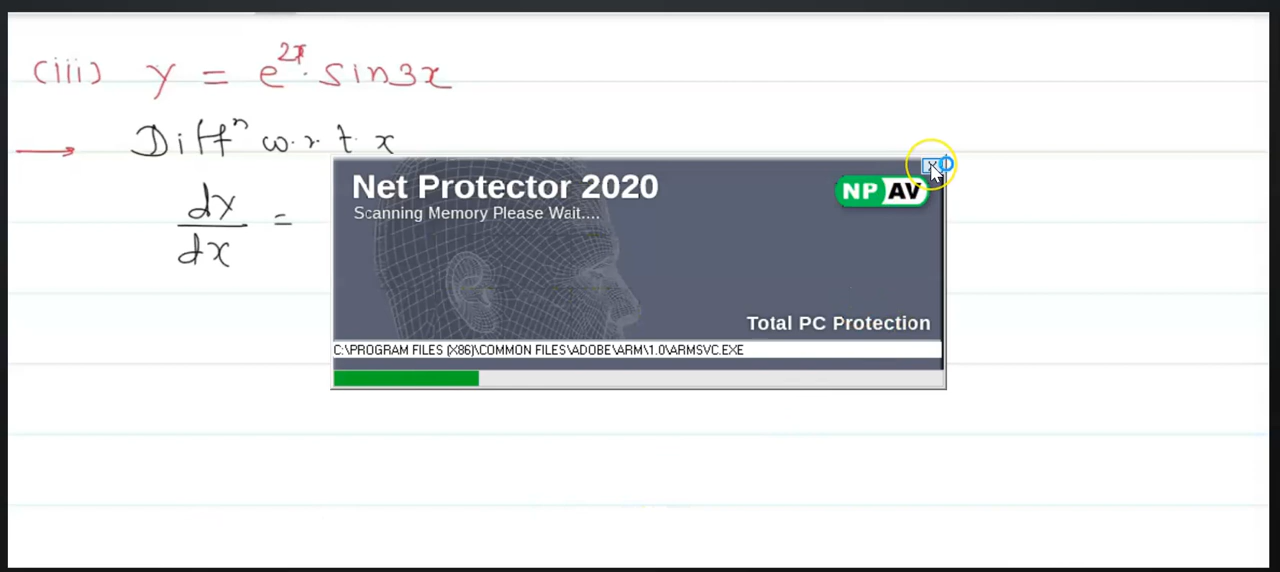 (iii) y = e^2x · sin3x
→ Diffⁿ w.r.t. x
dy/dx =
Net Protector 2020
NP AV
Scanning Memory Please Wait....
Total PC Protection
C:\PROGRAM FILES (X86)\COMMON FILES\ADOBE\ARM\1.0\ARMSVC.EXE